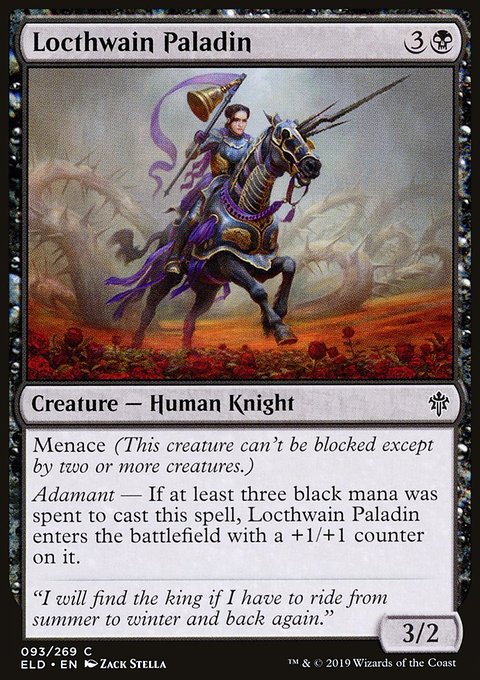 Locthwain Paladin 3
Creature — Human Knight
Menace (This creature can't be blocked except
by two or more creatures.)
Adamant — If at least three black mana was
spent to cast this spell, Locthwain Paladin
enters the battlefield with a +1/+1 counter
on it.
“I will find the king if I have to ride from
summer to winter and back again.”
3/2
093/269 C
ELD • EN Zack Stella
™ & © 2019 Wizards of the Coast